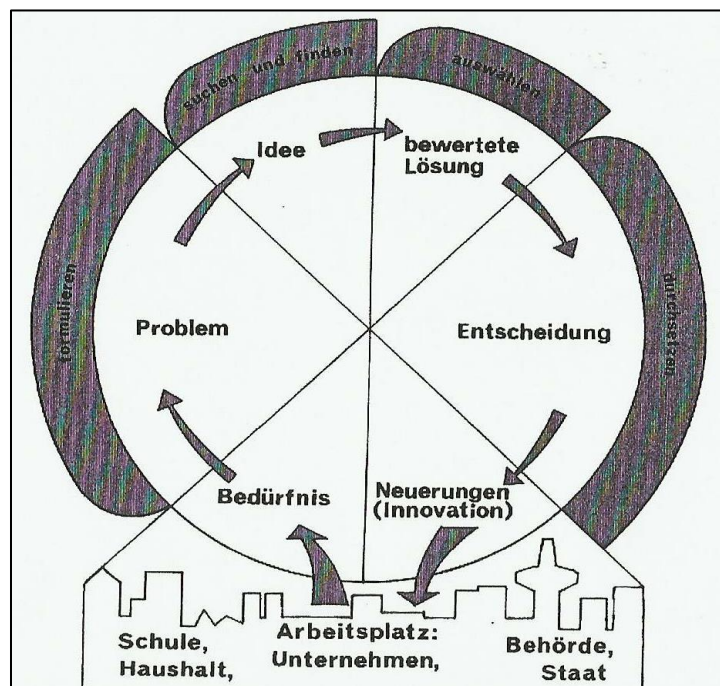 suchen und finden
auswählen
Idee
bewertete
Lösung
formulieren
durchsetzen
Problem
Entscheidung
Bedürfnis
Neuerungen
(Innovation)
Schule,
Haushalt,
Arbeitsplatz:
Unternehmen,
Behörde,
Staat